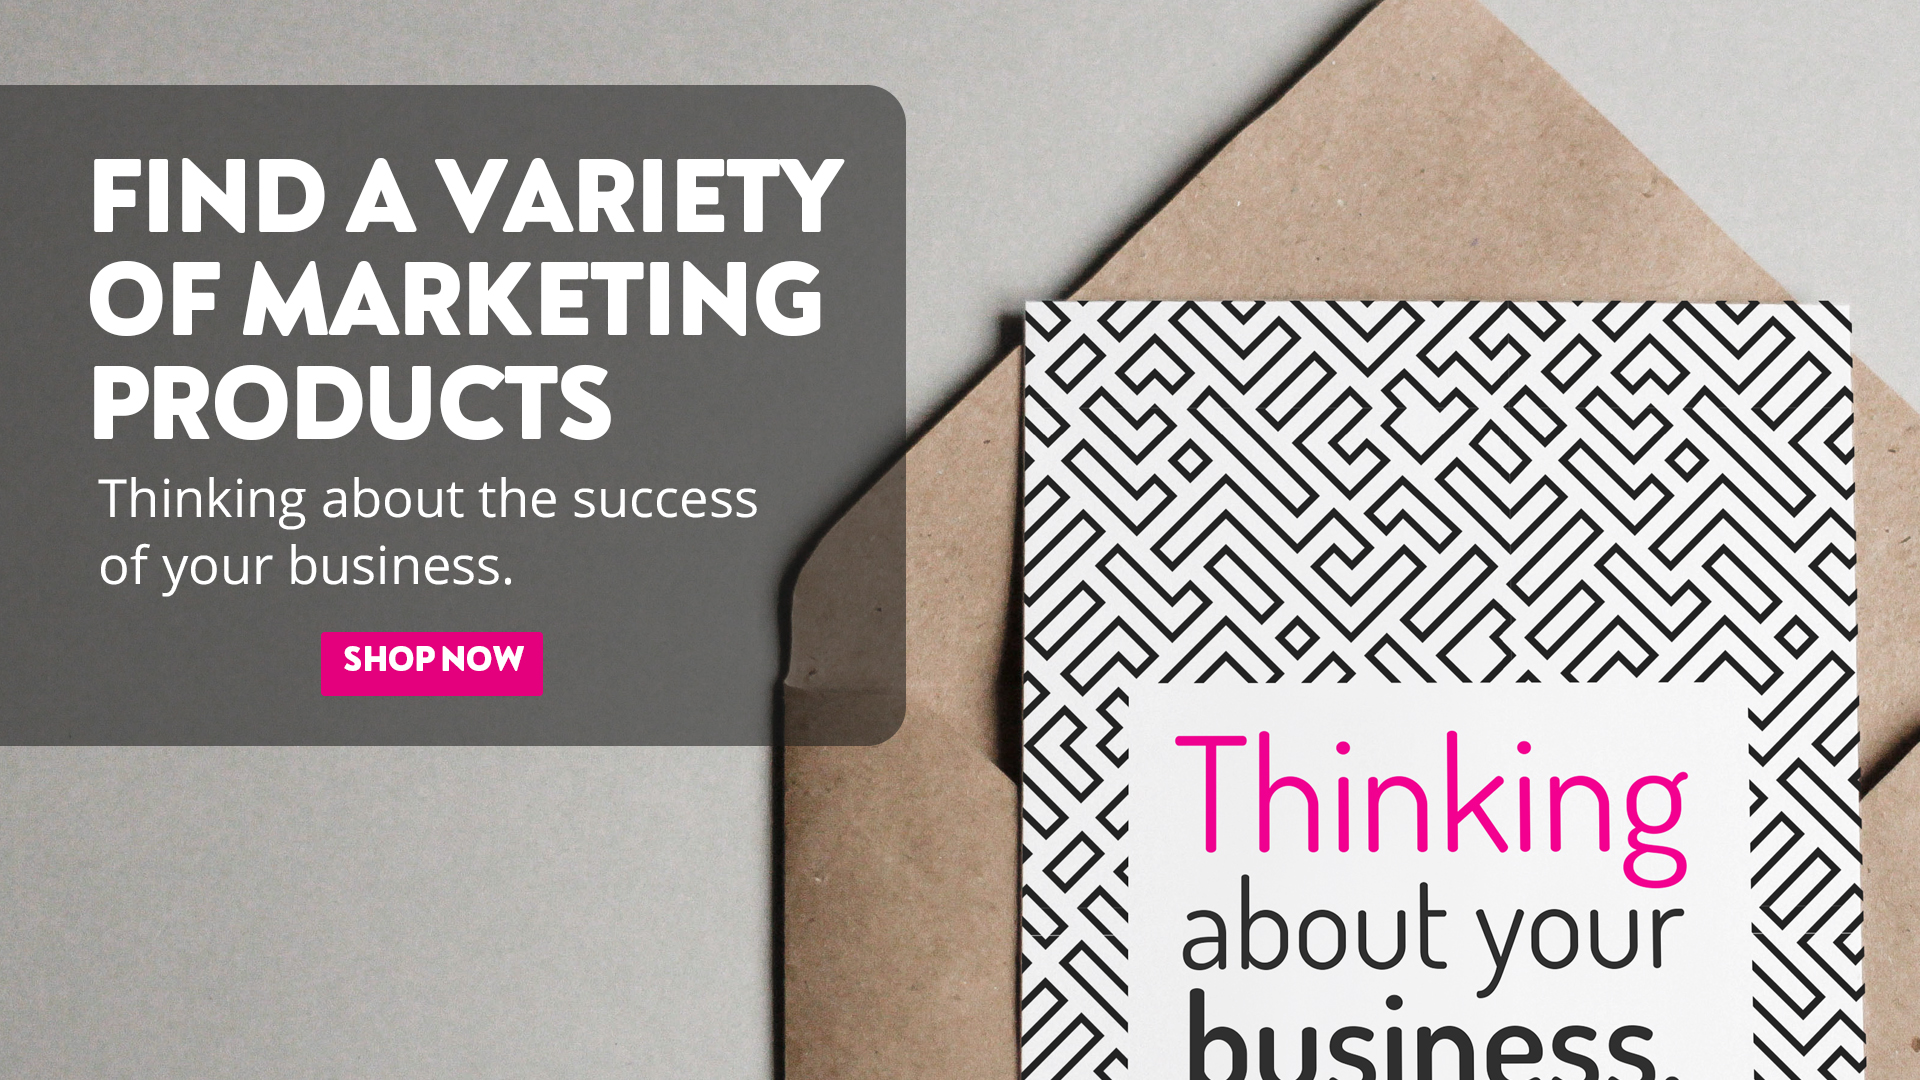 FIND A VARIETY
OF MARKETING
PRODUCTS
Thinking about the success
of your business.
SHOP NOW
Thinking
about your
business.